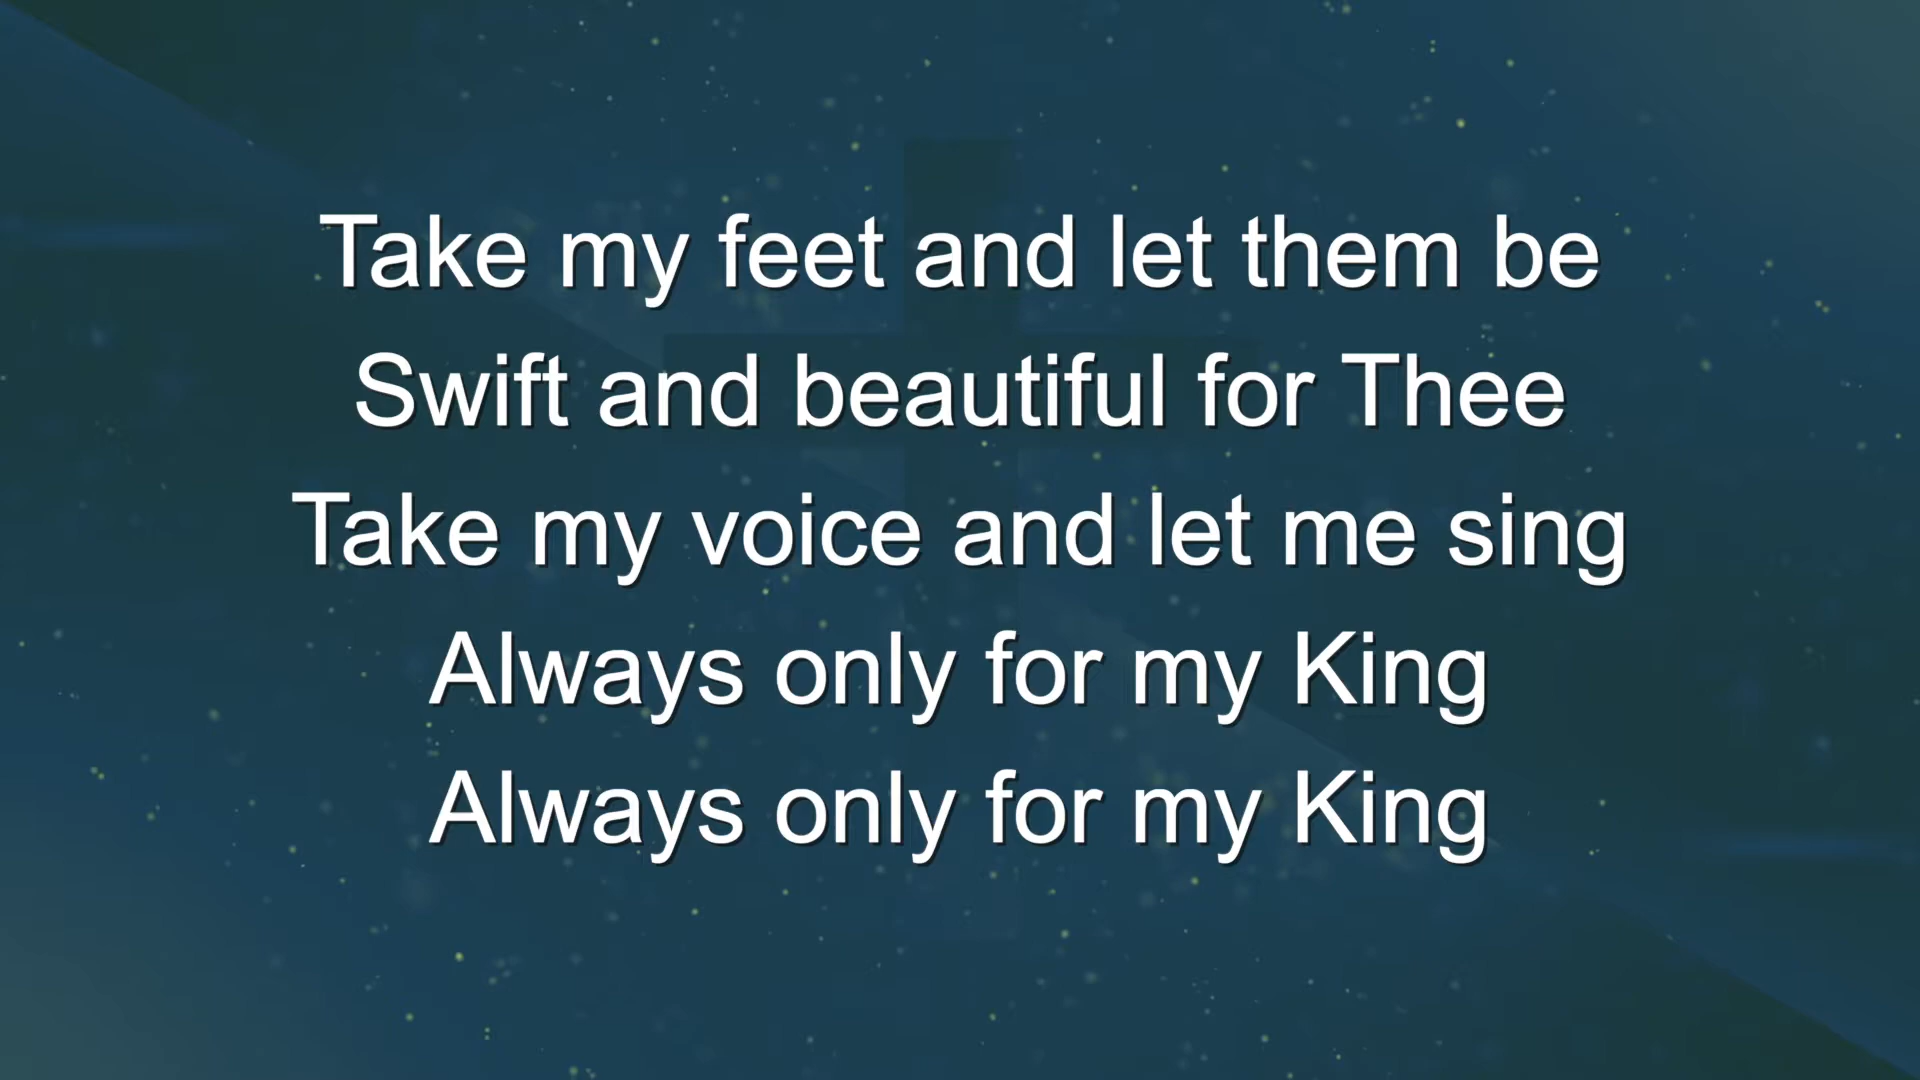 Take my feet and let them be
Swift and beautiful for Thee
Take my voice and let me sing
Always only for my King
Always only for my King